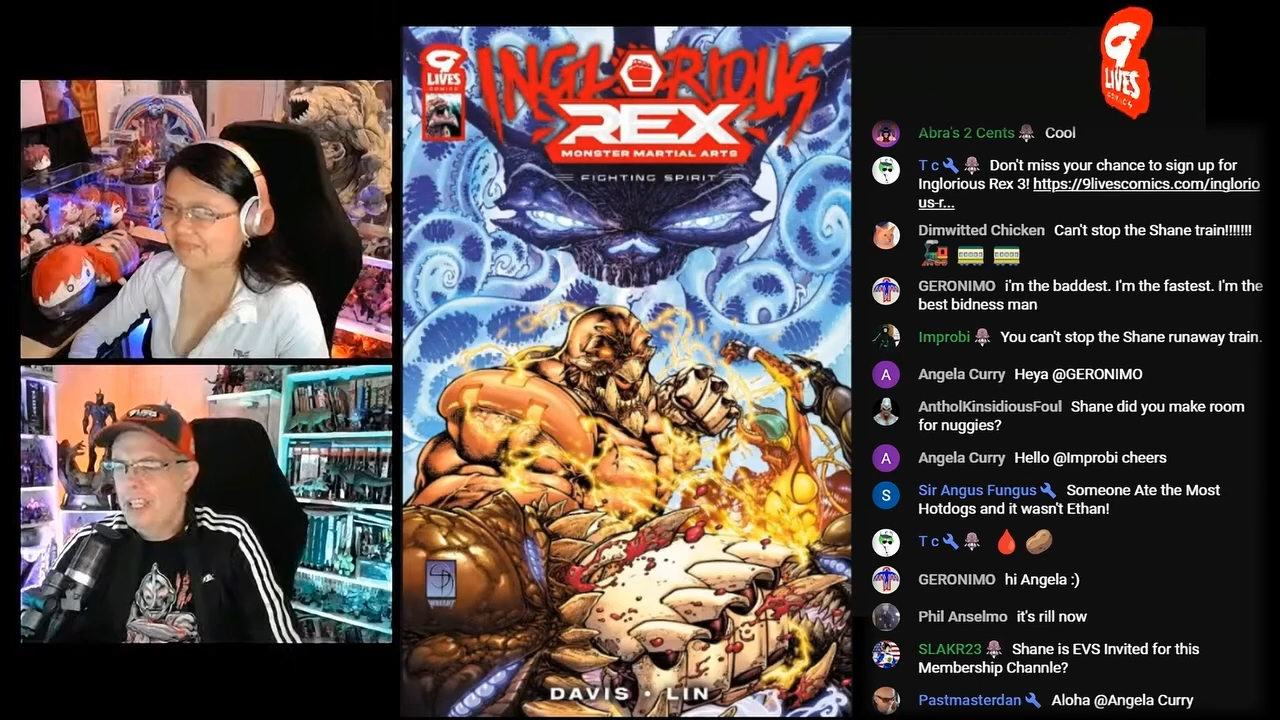 9
LIVES
COMICS
INGLORIOUS
REX
MONSTER MARTIAL ARTS
FIGHTING SPIRIT
DAVIS • LIN
9
LIVES
COMICS
Abra's 2 Cents Cool
T c Don't miss your chance to sign up for
Inglorious Rex 3! https://9livescomics.com/inglorio
us-r...
Dimwitted Chicken Can't stop the Shane train!!!!!!!
GERONIMO i'm the baddest. I'm the fastest. I'm the
best bidness man
Improbi You can't stop the Shane runaway train.
A Angela Curry Heya @GERONIMO
AntholKinsidiousFoul Shane did you make room
for nuggies?
A Angela Curry Hello @Improbi cheers
S Sir Angus Fungus Someone Ate the Most
Hotdogs and it wasn't Ethan!
T c
GERONIMO hi Angela :)
Phil Anselmo it's rill now
SLAKR23 Shane is EVS Invited for this
Membership Channle?
Pastmasterdan Aloha @Angela Curry